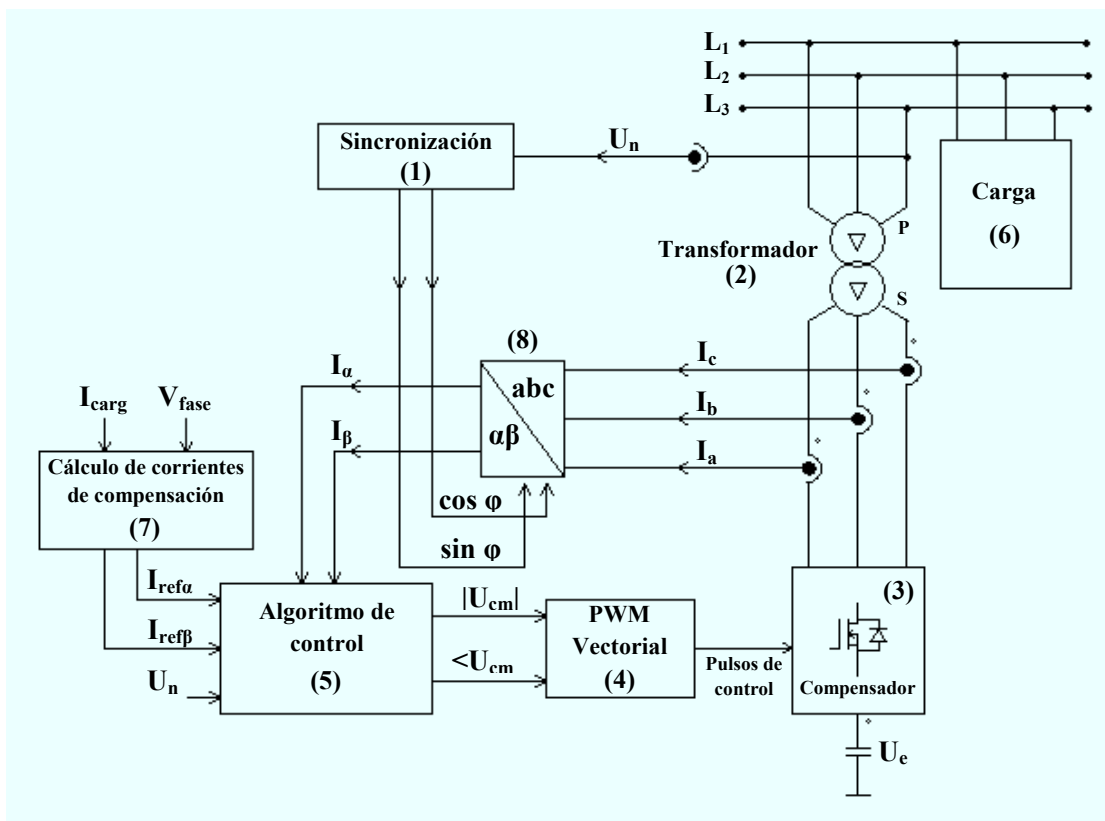 L1
L2
L3
Sincronización
(1)
Un
Carga
(6)
P
Transformador
(2)
S
(8)
Iα
Ic
abc
Icarg
Vfase
Iβ
αβ
Ib
Ia
Cálculo de corrientes
de compensación
(7)
cos φ
sin φ
Irefα
Irefβ
Un
Algoritmo de
control
(5)
|Ucm|
<Ucm
PWM
Vectorial
(4)
Pulsos de
control
(3)
Compensador
Ue